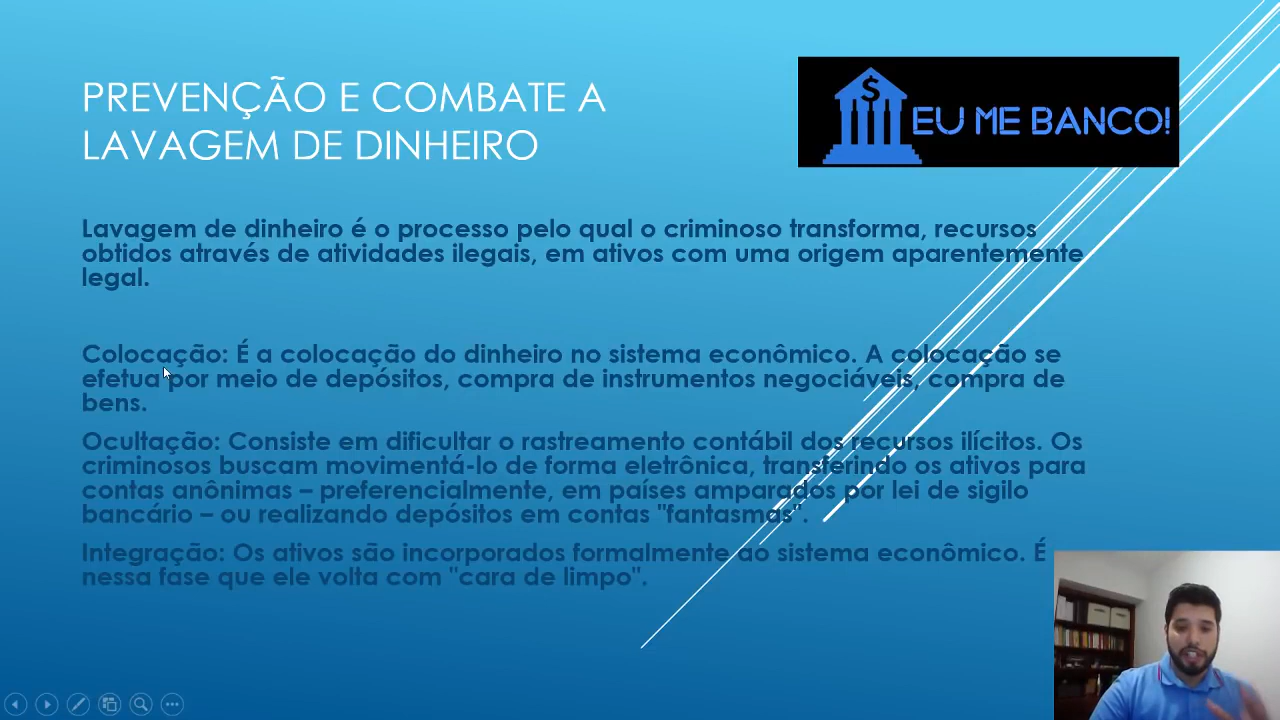 PREVENÇÃO E COMBATE A
LAVAGEM DE DINHEIRO
$ EU ME BANCO!
Lavagem de dinheiro é o processo pelo qual o criminoso transforma, recursos
obtidos através de atividades ilegais, em ativos com uma origem aparentemente
legal.
Colocação: É a colocação do dinheiro no sistema econômico. A colocação se
efetua por meio de depósitos, compra de instrumentos negociáveis, compra de
bens.
Ocultação: Consiste em dificultar o rastreamento contábil dos recursos ilícitos. Os
criminosos buscam movimentá-lo de forma eletrônica, transferindo os ativos para
contas anônimas – preferencialmente, em países amparados por lei de sigilo
bancário – ou realizando depósitos em contas "fantasmas".
Integração: Os ativos são incorporados formalmente ao sistema econômico. É
nessa fase que ele volta com "cara de limpo".